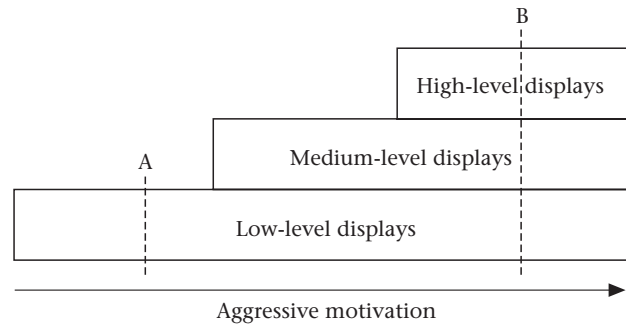 B
High-level displays
A
Medium-level displays
Low-level displays
Aggressive motivation